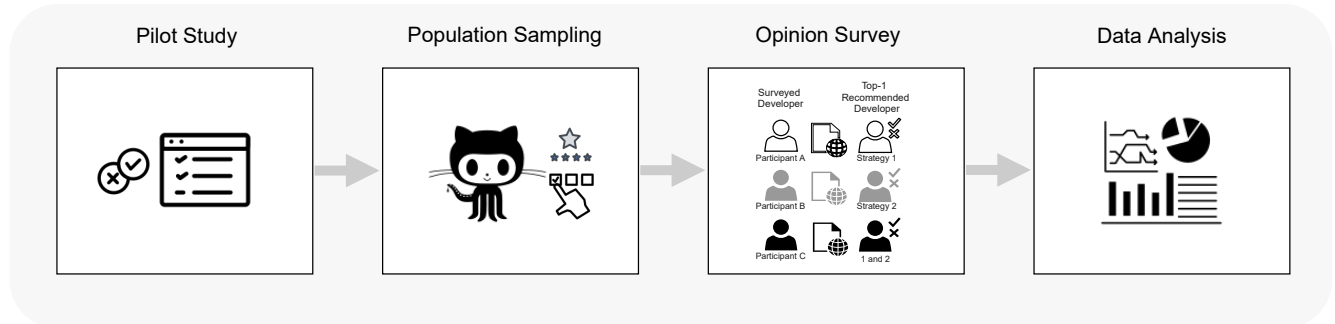 Pilot Study
Population Sampling
Opinion Survey
Data Analysis
Surveyed
Developer
Top-1
Recommended
Developer
Participant A
Strategy 1
Participant B
Strategy 2
Participant C
1 and 2